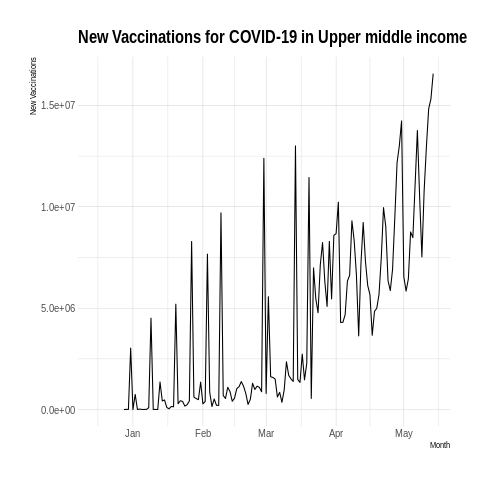 New Vaccinations for COVID-19 in Upper middle income
New Vaccinations
1.5e+07
1.0e+07
5.0e+06
0.0e+00
Jan Feb Mar Apr May
Month